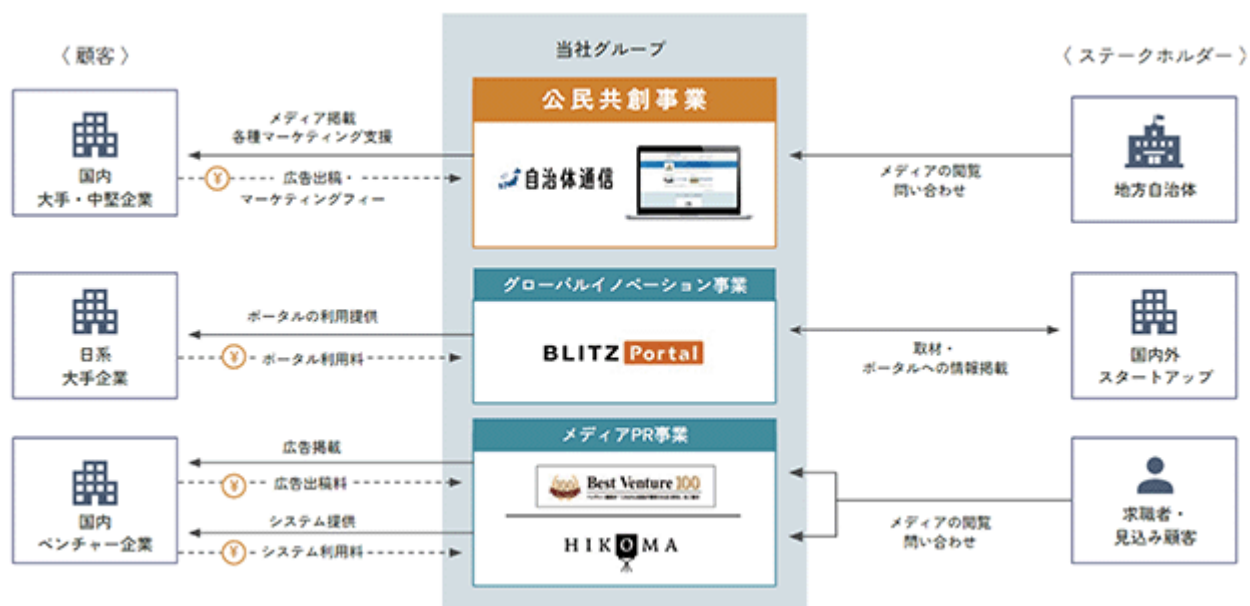 〈 顧客 〉
当社グループ
〈 ステークホルダー 〉
国内
大手・中堅企業
メディア掲載
各種マーケティング支援
¥
広告出稿・
マーケティングフィー
公民共創事業
自治体通信
メディアの閲覧
問い合わせ
地方自治体
日系
大手企業
ポータルの利用提供
¥
ポータル利用料
グローバルイノベーション事業
BLITZ Portal
取材・
ポータルへの情報掲載
国内外
スタートアップ
国内
ベンチャー企業
広告掲載
¥
広告出稿料
システム提供
¥
システム利用料
メディアPR事業
Best Venture 100
HIKOMA
メディアの閲覧
問い合わせ
求職者・
見込み顧客